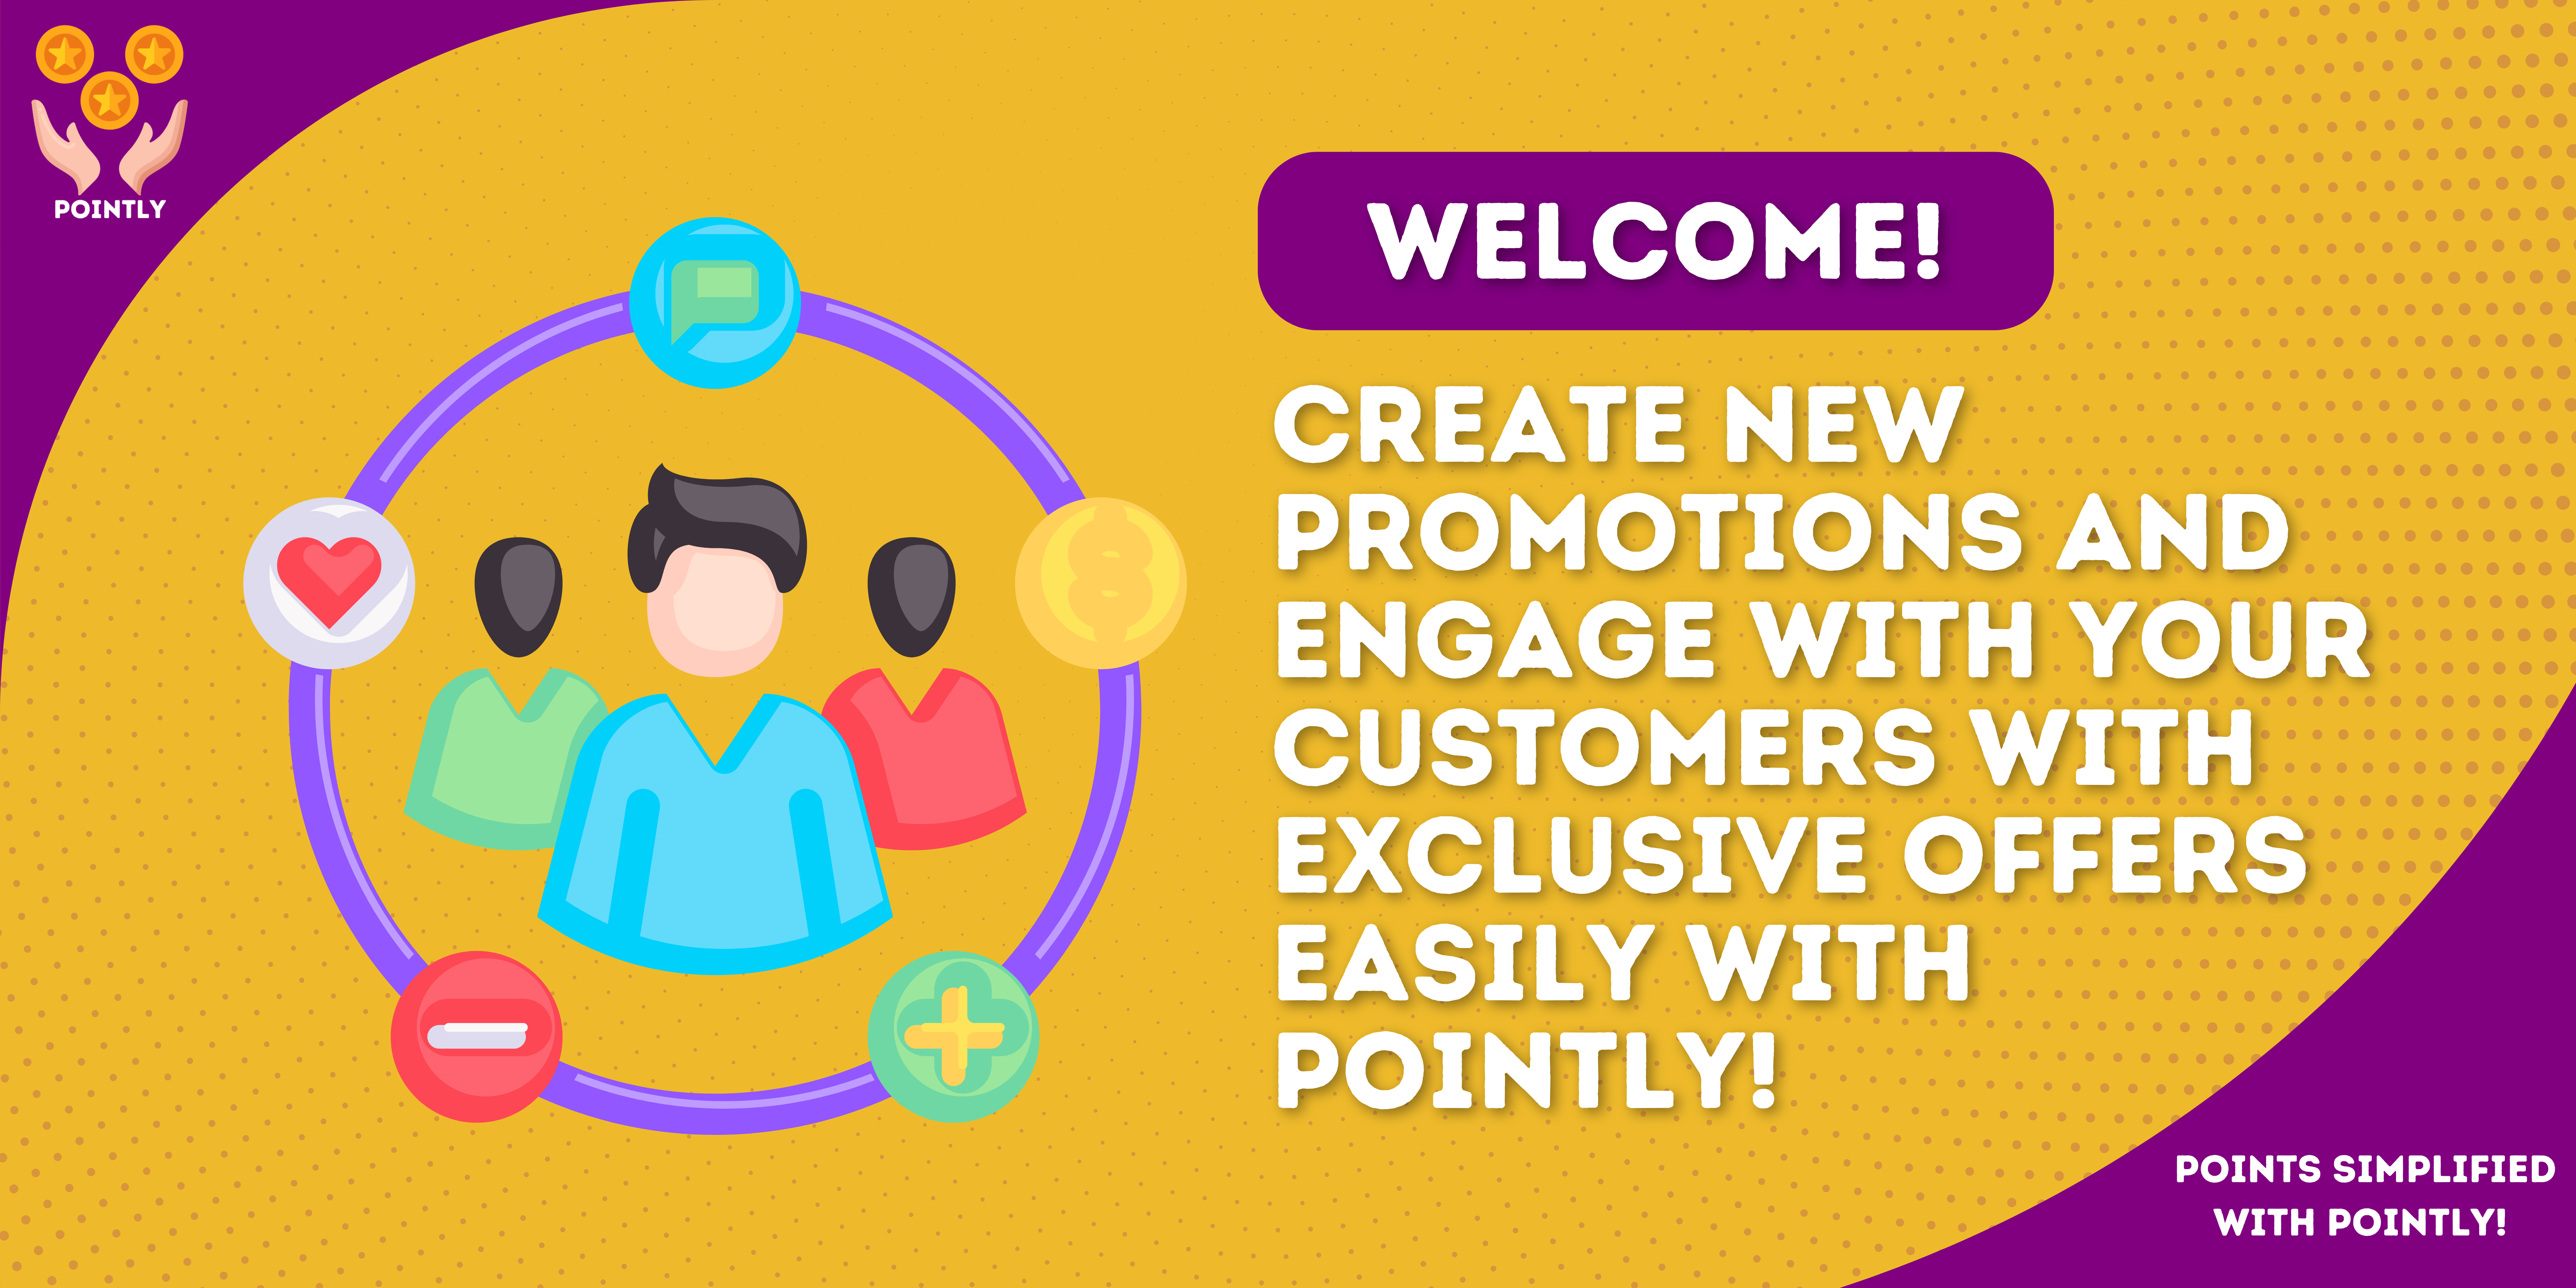 POINTLY
WELCOME!
CREATE NEW
PROMOTIONS AND
ENGAGE WITH YOUR
CUSTOMERS WITH
EXCLUSIVE OFFERS
EASILY WITH
POINTLY!
POINTS SIMPLIFIED
WITH POINTLY!